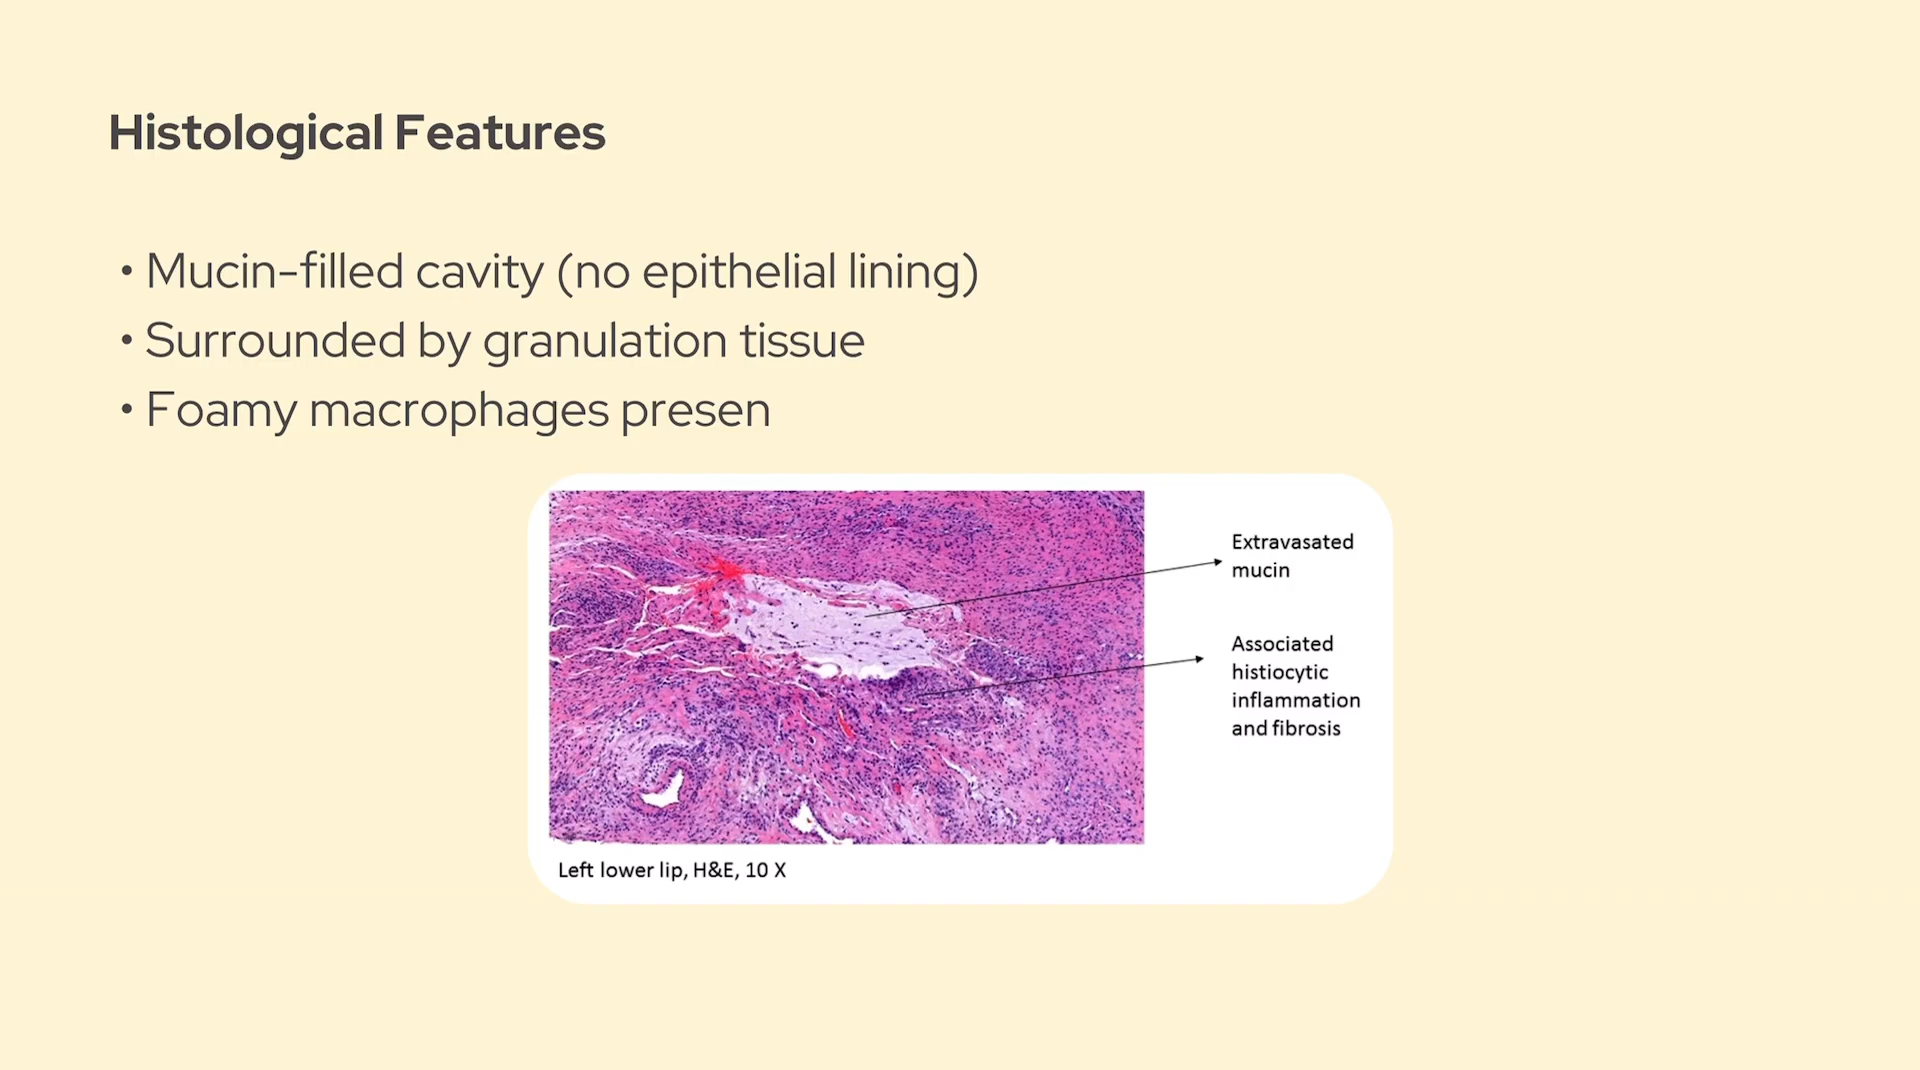 Histological Features
• Mucin-filled cavity (no epithelial lining)
• Surrounded by granulation tissue
• Foamy macrophages presen
Extravasated
mucin
Associated
histiocytic
inflammation
and fibrosis
Left lower lip, H&E, 10 X